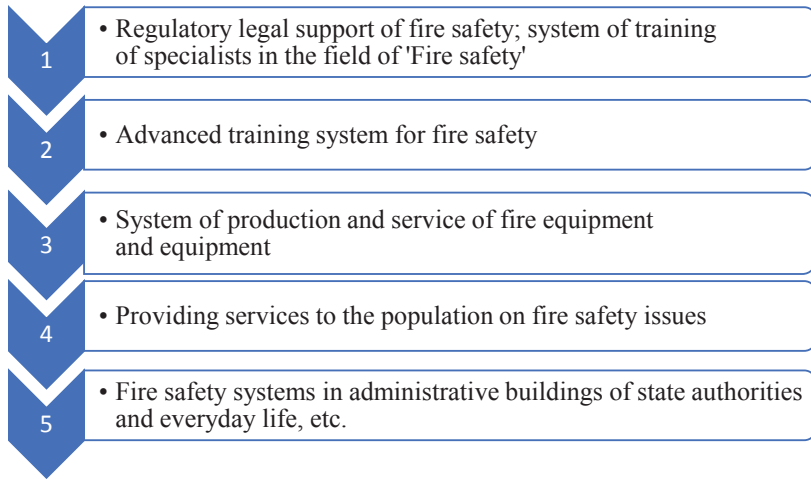 1
• Regulatory legal support of fire safety; system of training
of specialists in the field of 'Fire safety'
2
• Advanced training system for fire safety
3
• System of production and service of fire equipment
and equipment
4
• Providing services to the population on fire safety issues
5
• Fire safety systems in administrative buildings of state authorities
and everyday life, etc.